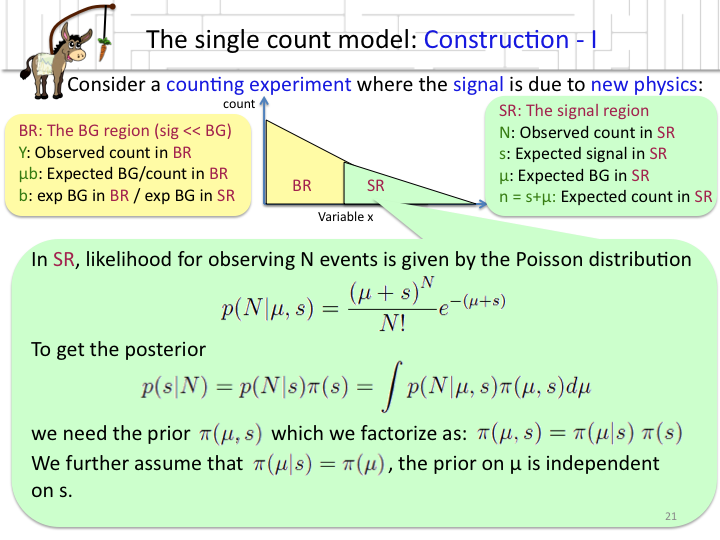 The single count model: Construction - I
Consider a counting experiment where the signal is due to new physics:
count
BR: The BG region (sig << BG)
Y: Observed count in BR
μb: Expected BG/count in BR
b: exp BG in BR / exp BG in SR
BR
SR
Variable x
SR: The signal region
N: Observed count in SR
s: Expected signal in SR
μ: Expected BG in SR
n = s+μ: Expected count in SR
In SR, likelihood for observing N events is given by the Poisson distribution
p(N|μ, s) = \frac{(μ + s)^N}{N!} e^{-(μ+s)}
To get the posterior
p(s|N) = p(N|s)π(s) = ∫ p(N|μ, s)π(μ, s)dμ
we need the prior π(μ, s) which we factorize as: π(μ, s) = π(μ|s) π(s)
We further assume that π(μ|s) = π(μ) , the prior on μ is independent
on s.
21